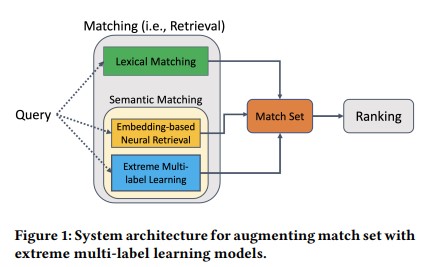 Matching (i.e., Retrieval)
Lexical Matching
Semantic Matching
Query
Embedding-based
Neural Retrieval
Extreme Multi-
label Learning
Match Set
Ranking
Figure 1: System architecture for augmenting match set with
extreme multi-label learning models.